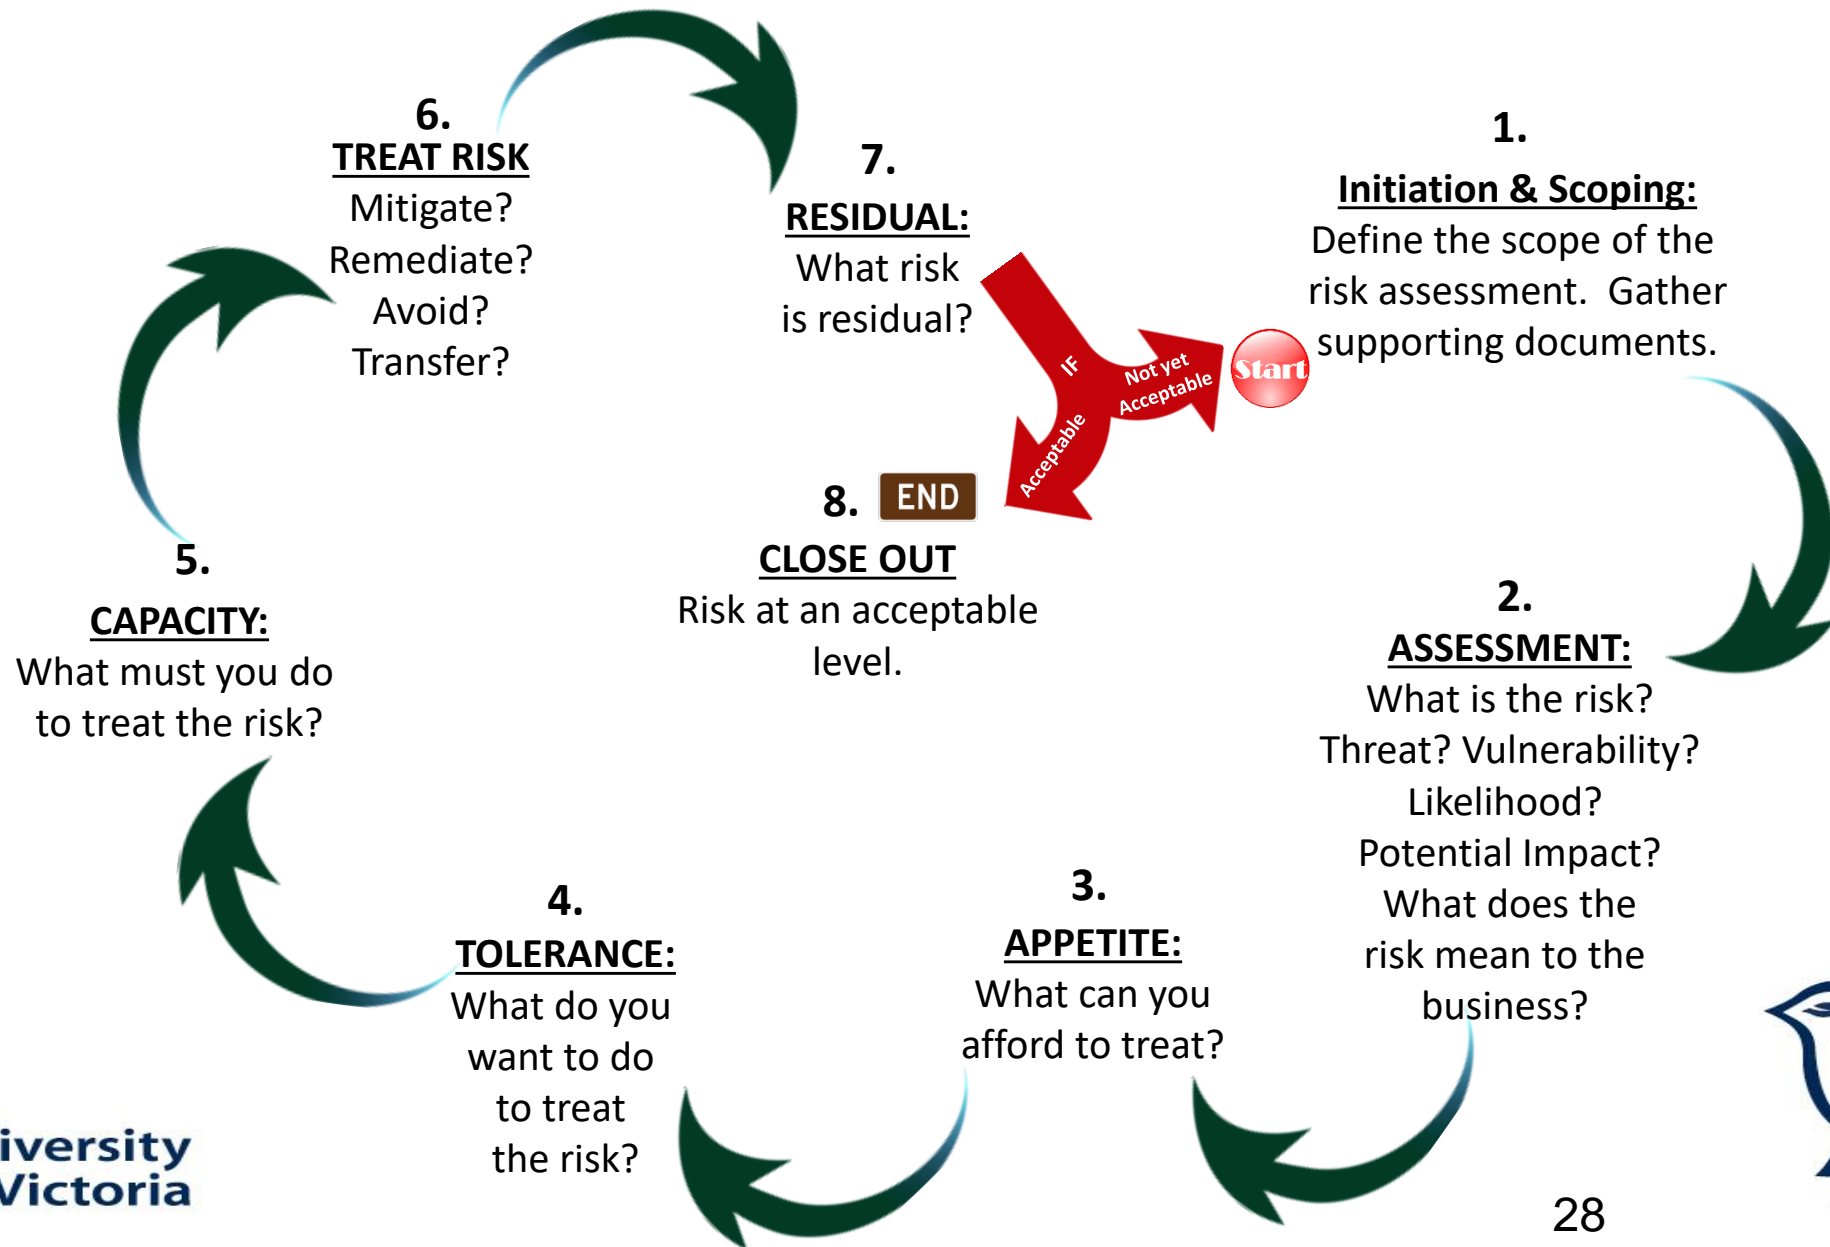 1.
Initiation & Scoping:
Define the scope of the
risk assessment.  Gather
supporting documents.
Start
2.
ASSESSMENT:
What is the risk?
Threat? Vulnerability?
Likelihood?
Potential Impact?
What does the
risk mean to the
business?
3.
APPETITE:
What can you
afford to treat?
4.
TOLERANCE:
What do you
want to do
to treat
the risk?
5.
CAPACITY:
What must you do
to treat the risk?
6.
TREAT RISK
Mitigate?
Remediate?
Avoid?
Transfer?
7.
RESIDUAL:
What risk
is residual?
IF
Not yet
Acceptable
Acceptable
8. END
CLOSE OUT
Risk at an acceptable
level.
iversity
Victoria
28